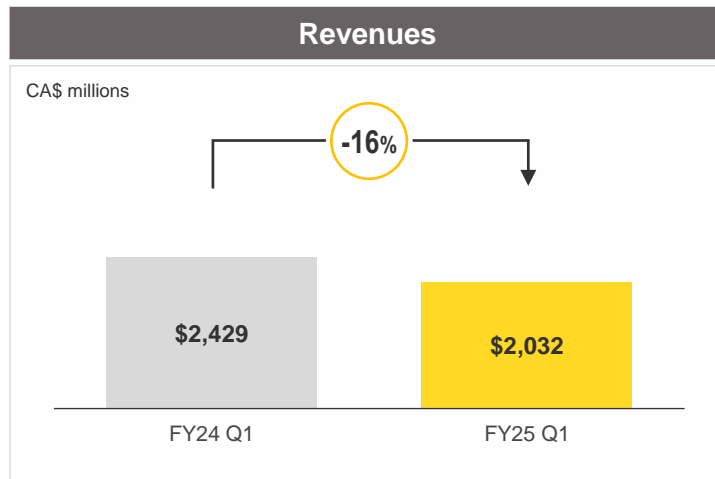 Revenues
CA$ millions
-16%
$2,429
$2,032
FY24 Q1
FY25 Q1